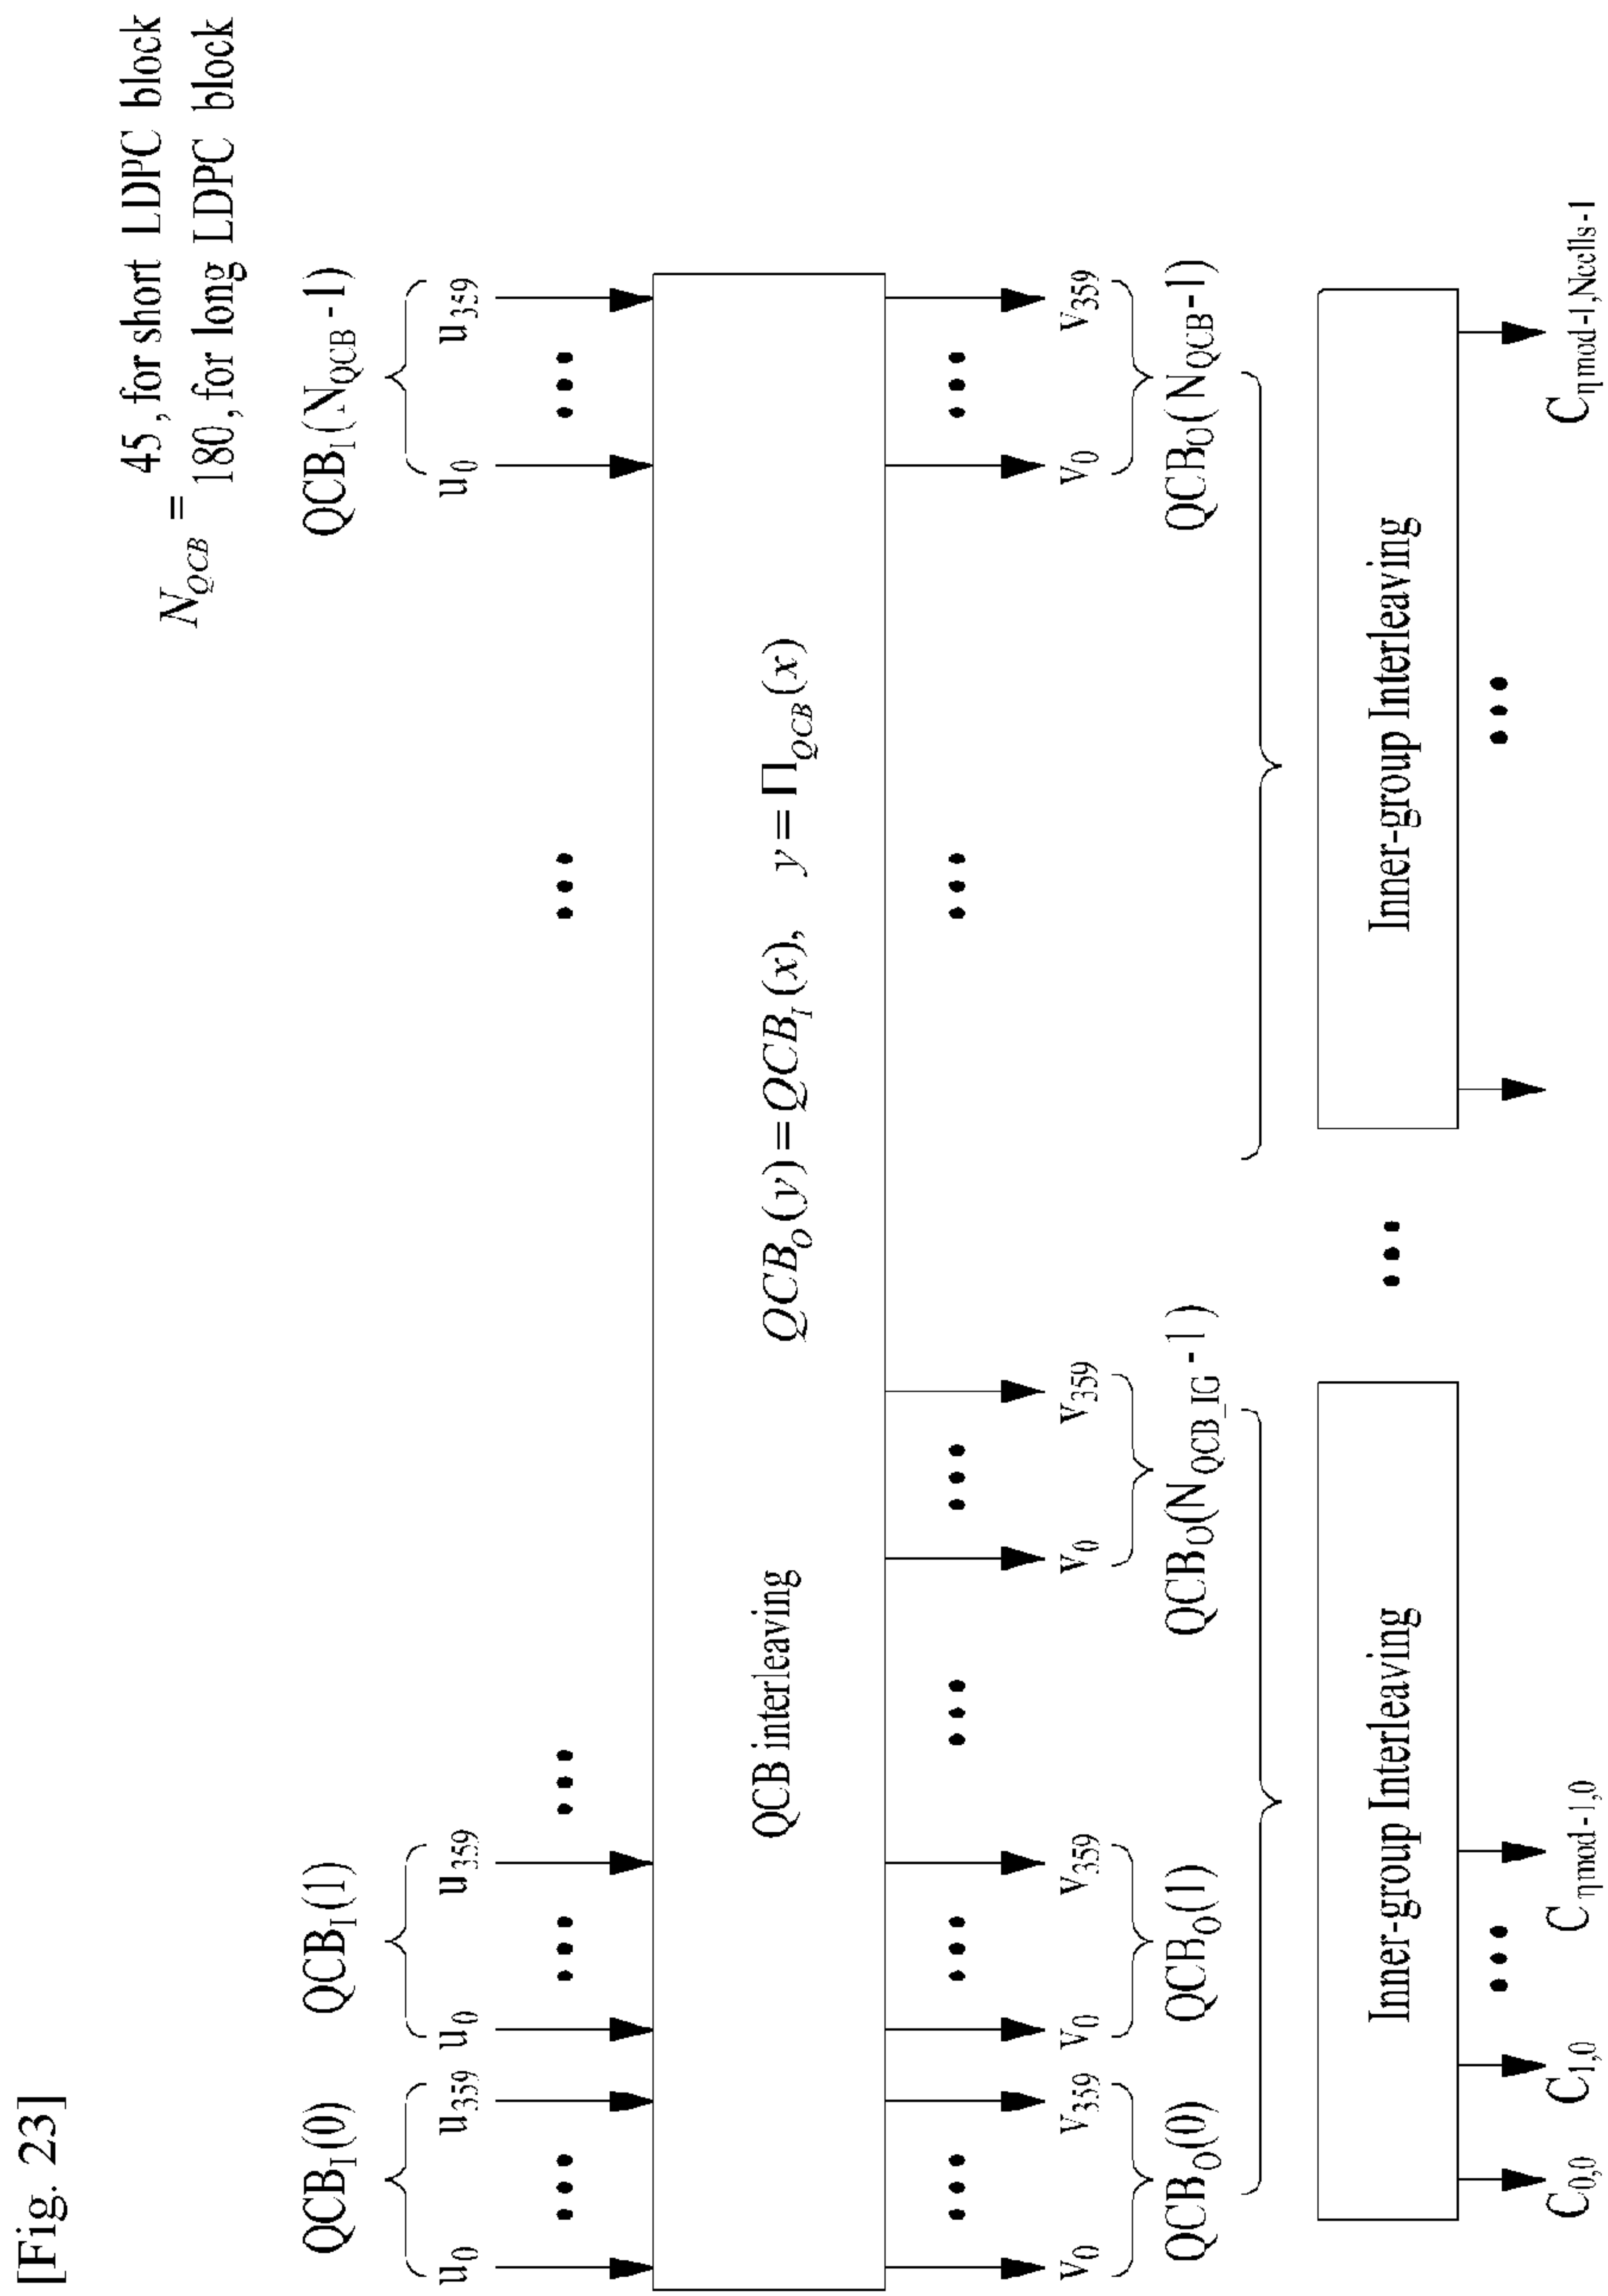 [Fig. 23]
N_QCB = 45, for short LDPC block
180, for long LDPC block
QCB_I(0) QCB_I(1) QCB_I(N_QCB-1)
u_0 u_359 u_0 u_359 u_0 u_359
••• ••• ••• ••• •••
QCB interleaving QCB_O(y)=QCB_I(x), y=Π_QCB(x)
••• ••• ••• ••• ••• •••
v_0 v_359 v_0 v_359 v_0 v_359 v_0 v_359
QCB_O(0) QCB_O(1) QCB_O(N_QCB_IG-1) QCB_O(N_QCB-1)
Inner-group Interleaving ••• Inner-group Interleaving
••• •••
C_0,0 C_1,0 C_ηmod-1,0 C_ηmod-1,Ncells-1